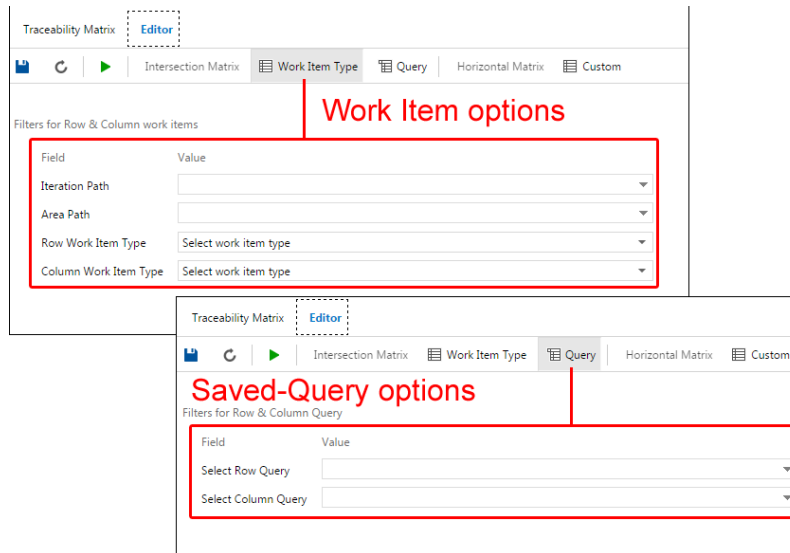 Traceability Matrix Editor
Intersection Matrix Work Item Type Query Horizontal Matrix Custom
Work Item options
Filters for Row & Column work items
Field Value
Iteration Path
Area Path
Row Work Item Type Select work item type
Column Work Item Type Select work item type
Traceability Matrix Editor
Intersection Matrix Work Item Type Query Horizontal Matrix Custom
Saved-Query options
Filters for Row & Column Query
Field Value
Select Row Query
Select Column Query